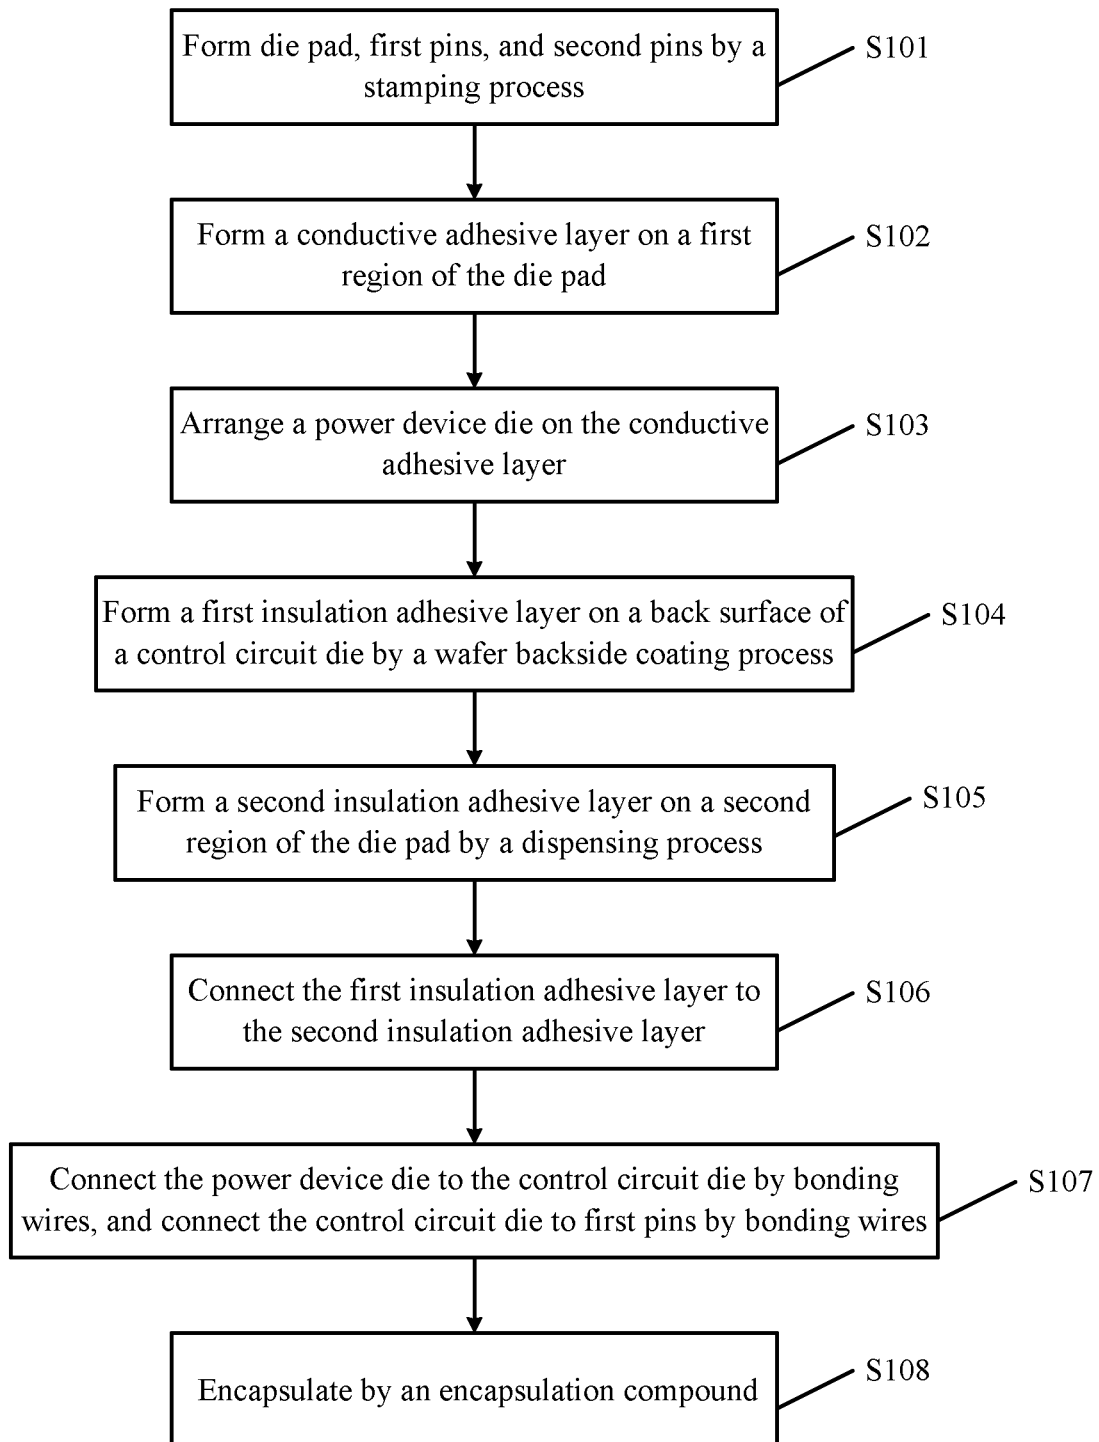 Form die pad, first pins, and second pins by a
stamping process
S101
Form a conductive adhesive layer on a first
region of the die pad
S102
Arrange a power device die on the conductive
adhesive layer
S103
Form a first insulation adhesive layer on a back surface of
a control circuit die by a wafer backside coating process
S104
Form a second insulation adhesive layer on a second
region of the die pad by a dispensing process
S105
Connect the first insulation adhesive layer to
the second insulation adhesive layer
S106
Connect the power device die to the control circuit die by bonding
wires, and connect the control circuit die to first pins by bonding wires
S107
Encapsulate by an encapsulation compound
S108